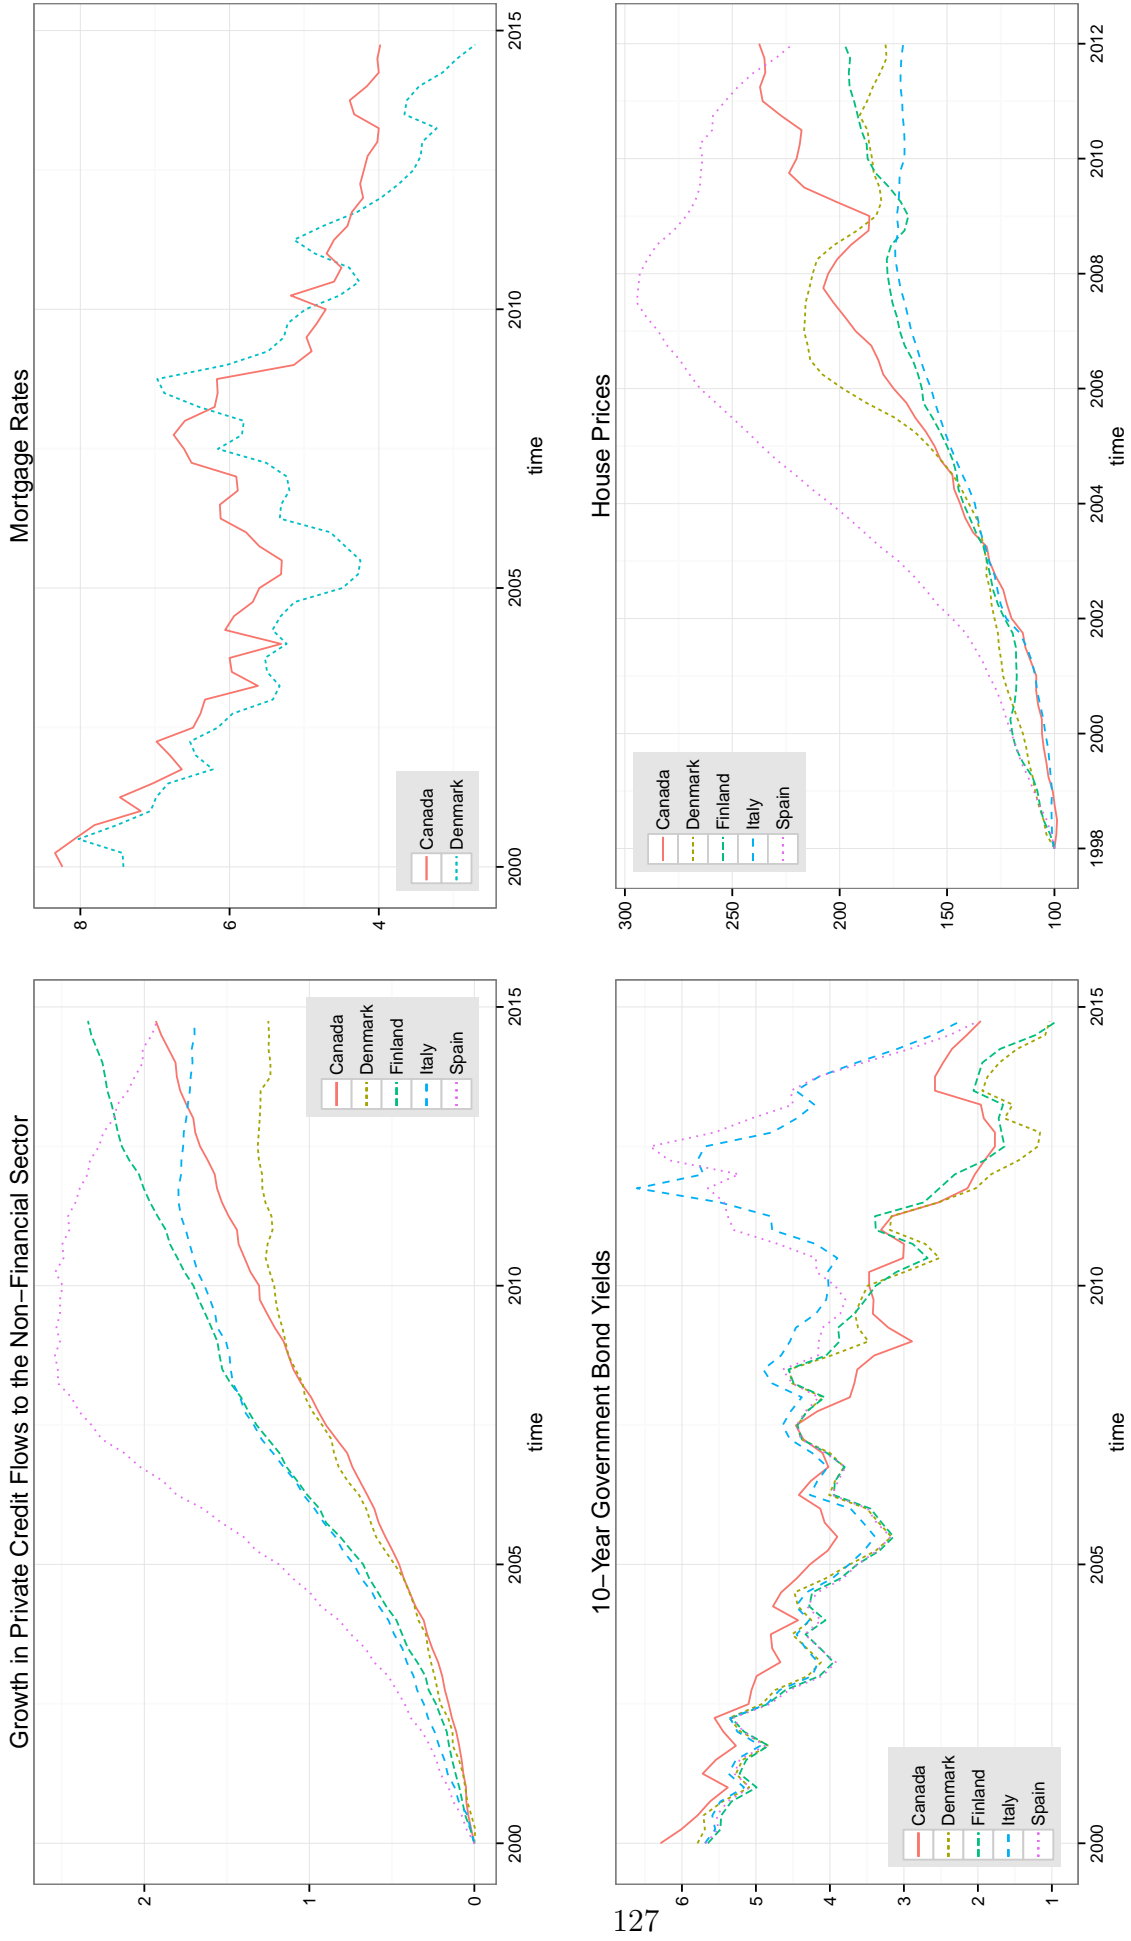 Growth in Private Credit Flows to the Non−Financial Sector
2
1
0
2000
2005
2010
2015
time
Canada
Denmark
Finland
Italy
Spain
Mortgage Rates
8
6
4
2000
2005
2010
2015
time
Canada
Denmark
10−Year Government Bond Yields
6
5
4
3
2
1
2000
2005
2010
2015
time
Canada
Denmark
Finland
Italy
Spain
House Prices
300
250
200
150
100
1998
2000
2002
2004
2006
2008
2010
2012
time
Canada
Denmark
Finland
Italy
Spain
127